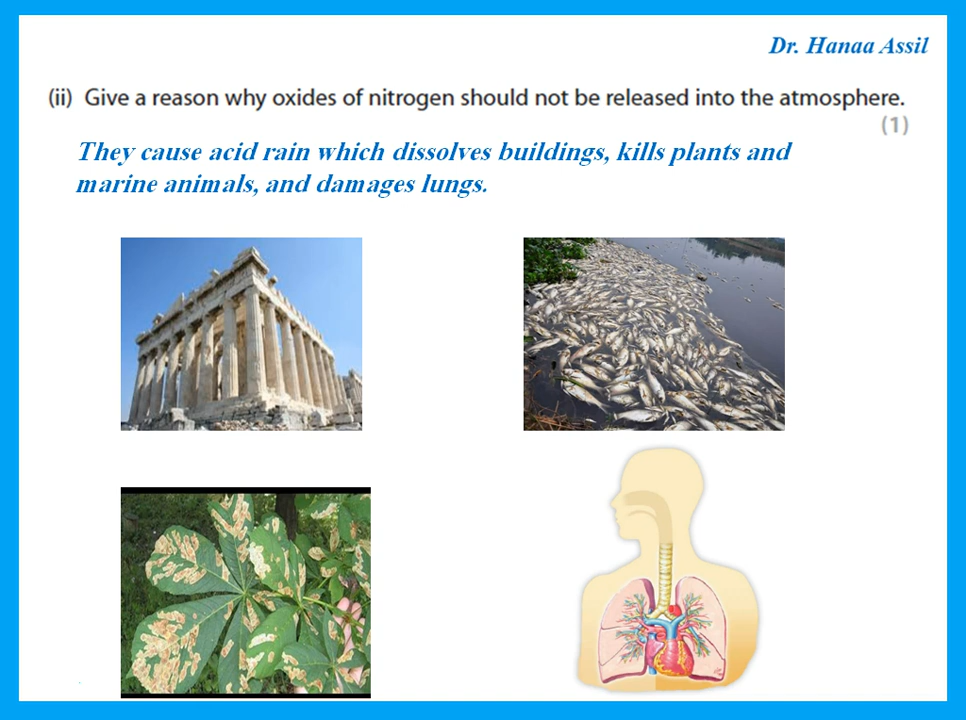 Dr. Hanaa Assil
(ii) Give a reason why oxides of nitrogen should not be released into the atmosphere.
(1)
They cause acid rain which dissolves buildings, kills plants and
marine animals, and damages lungs.